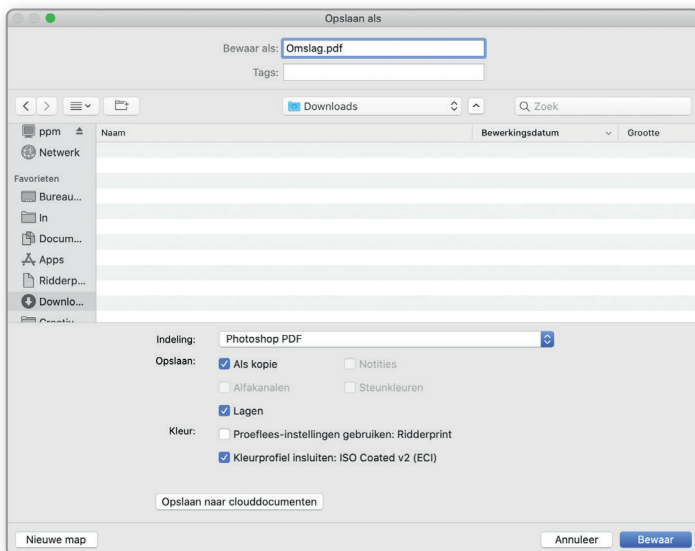 Opslaan als
Bewaar als: Omslag.pdf
Tags:
Downloads
Zoek
ppm
Netwerk
Favorieten
Bureau...
In
Docum...
Apps
Ridderp...
Downlo...
Creativ...
Naam Bewerkingsdatum Grootte
Indeling: Photoshop PDF
Opslaan: Als kopie Notities
Alfakanalen Steunkleuren
Lagen
Kleur: Proeflees-instellingen gebruiken: Ridderprint
Kleurprofiel insluiten: ISO Coated v2 (ECI)
Opslaan naar clouddocumenten
Nieuwe map Annuleer Bewaar